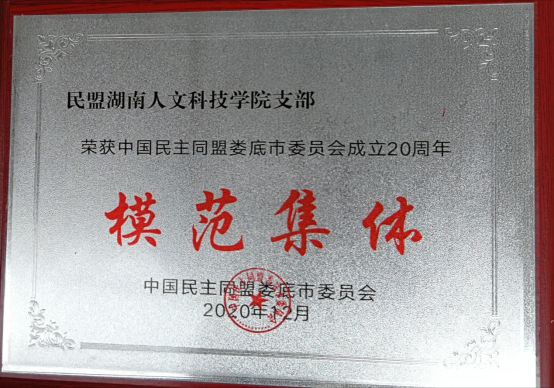 民盟湖南人文科技学院支部
荣获中国民主同盟娄底市委员会成立20周年
模范集体
中国民主同盟娄底市委员会
2020年12月